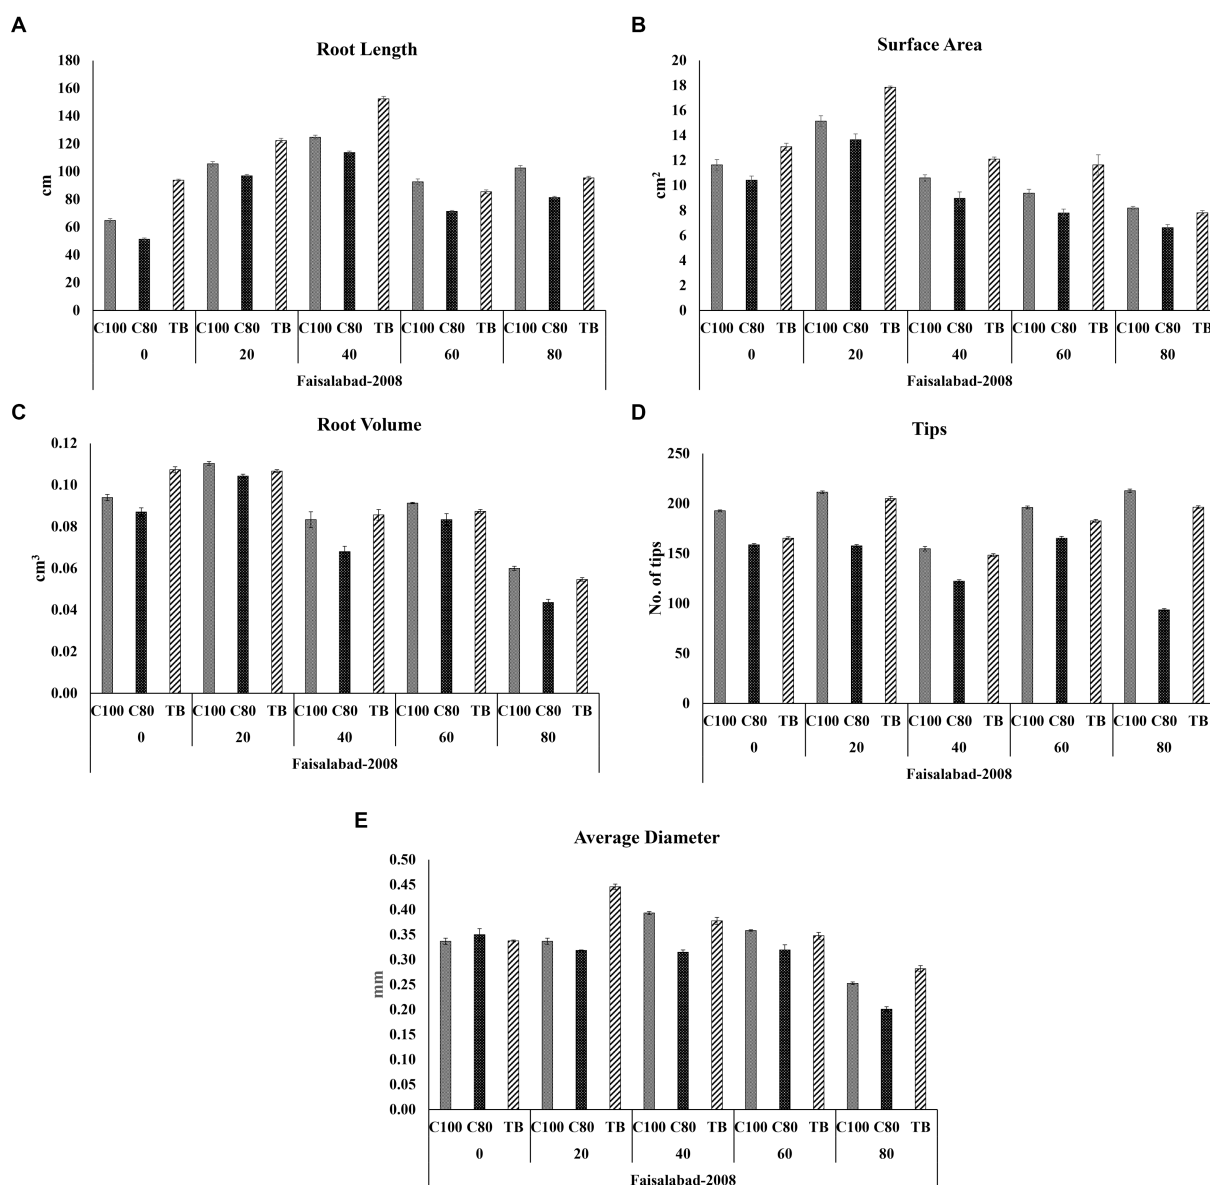 A
Root Length
180
160
140
120
100
80
60
40
20
0
cm
C100 C80 TB C100 C80 TB C100 C80 TB C100 C80 TB C100 C80 TB
0 20 40 60 80
Faisalabad-2008
B
Surface Area
20
18
16
14
12
10
8
6
4
2
0
cm²
C100 C80 TB C100 C80 TB C100 C80 TB C100 C80 TB C100 C80 TB
0 20 40 60 80
Faisalabad-2008
C
Root Volume
0.12
0.10
0.08
0.06
0.04
0.02
0.00
cm³
C100 C80 TB C100 C80 TB C100 C80 TB C100 C80 TB C100 C80 TB
0 20 40 60 80
Faisalabad-2008
D
Tips
250
200
150
100
50
0
No. of tips
C100 C80 TB C100 C80 TB C100 C80 TB C100 C80 TB C100 C80 TB
0 20 40 60 80
Faisalabad-2008
E
Average Diameter
0.50
0.45
0.40
0.35
0.30
0.25
0.20
0.15
0.10
0.05
0.00
mm
C100 C80 TB C100 C80 TB C100 C80 TB C100 C80 TB C100 C80 TB
0 20 40 60 80
Faisalabad-2008